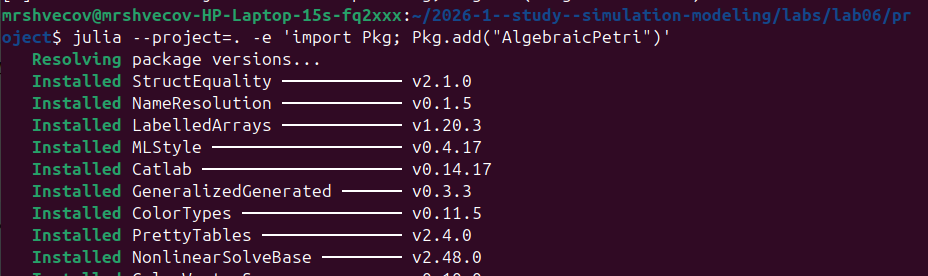 mrshvecov@mrshvecov-HP-Laptop-15s-fq2xxx:~/2026-1--study--simulation-modeling/labs/lab06/pr
oject$ julia --project=. -e 'import Pkg; Pkg.add("AlgebraicPetri")'
Resolving package versions...
Installed StructEquality ─────────── v2.1.0
Installed NameResolution ─────────── v0.1.5
Installed LabelledArrays ─────────── v1.20.3
Installed MLStyle ────────────────── v0.4.17
Installed Catlab ─────────────────── v0.14.17
Installed GeneralizedGenerated ───── v0.3.3
Installed ColorTypes ─────────────── v0.11.5
Installed PrettyTables ───────────── v2.4.0
Installed NonlinearSolveBase ─────── v2.48.0